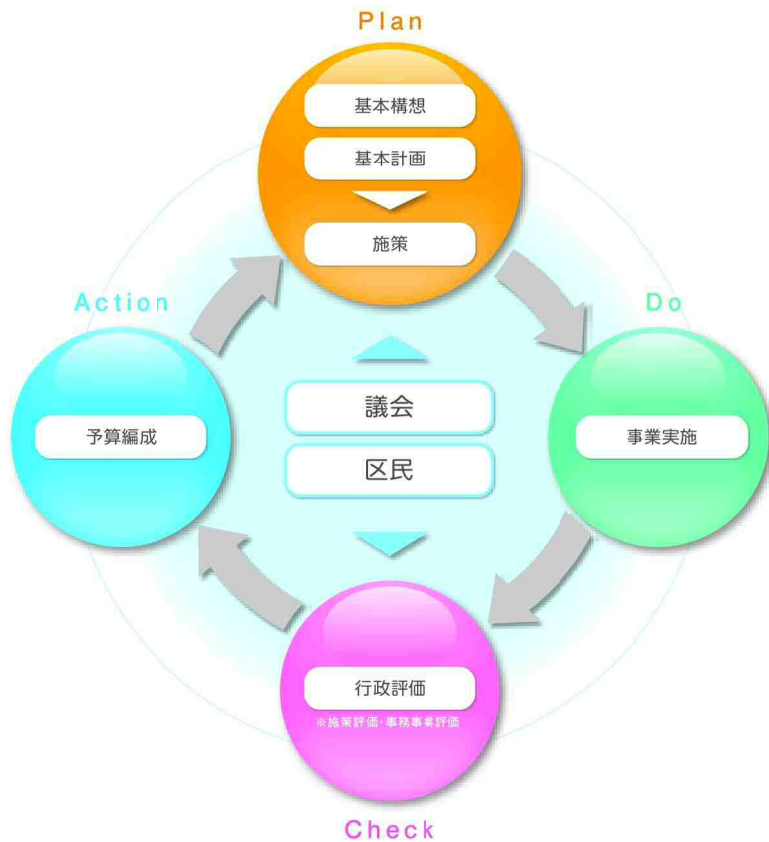 Plan
基本構想
基本計画
施策
Action
Do
予算編成
議会
区民
事業実施
行政評価
※施策評価・事務事業評価
Check